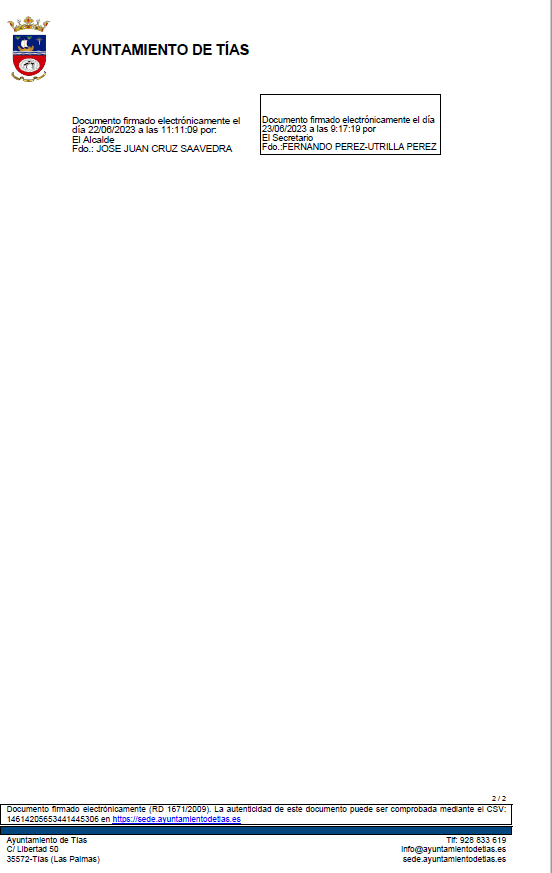 AYUNTAMIENTO DE TÍAS
Documento firmado electrónicamente el
día 22/06/2023 a las 11:11:09 por:
El Alcalde
Fdo.: JOSE JUAN CRUZ SAAVEDRA
Documento firmado electrónicamente el día
23/06/2023 a las 9:17:19 por
El Secretario
Fdo.:FERNANDO PEREZ-UTRILLA PEREZ
2 / 2
Documento firmado electrónicamente (RD 1671/2009). La autenticidad de este documento puede ser comprobada mediante el CSV:
14614205653441445306 en https://sede.ayuntamientodetias.es
Ayuntamiento de Tías
C/ Libertad 50
35572-Tías (Las Palmas)
Tlf: 928 833 619
info@ayuntamientodetias.es
sede.ayuntamientodetias.es